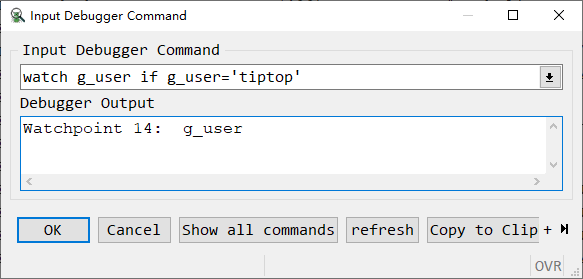 Input Debugger Command
Input Debugger Command
watch g_user if g_user='tiptop'
Debugger Output
Watchpoint 14:  g_user
OK Cancel Show all commands refresh Copy to Clip +
OVR